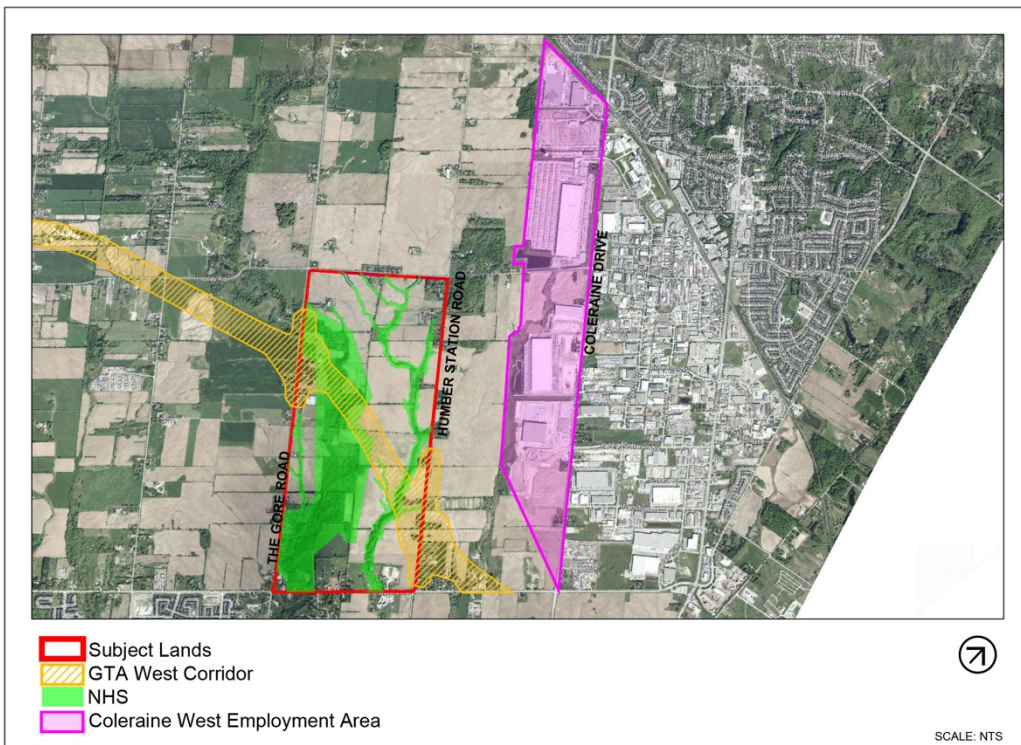 COLERAINE DRIVE
HUMBER STATION ROAD
THE GORE ROAD
Subject Lands
GTA West Corridor
NHS
Coleraine West Employment Area
SCALE: NTS